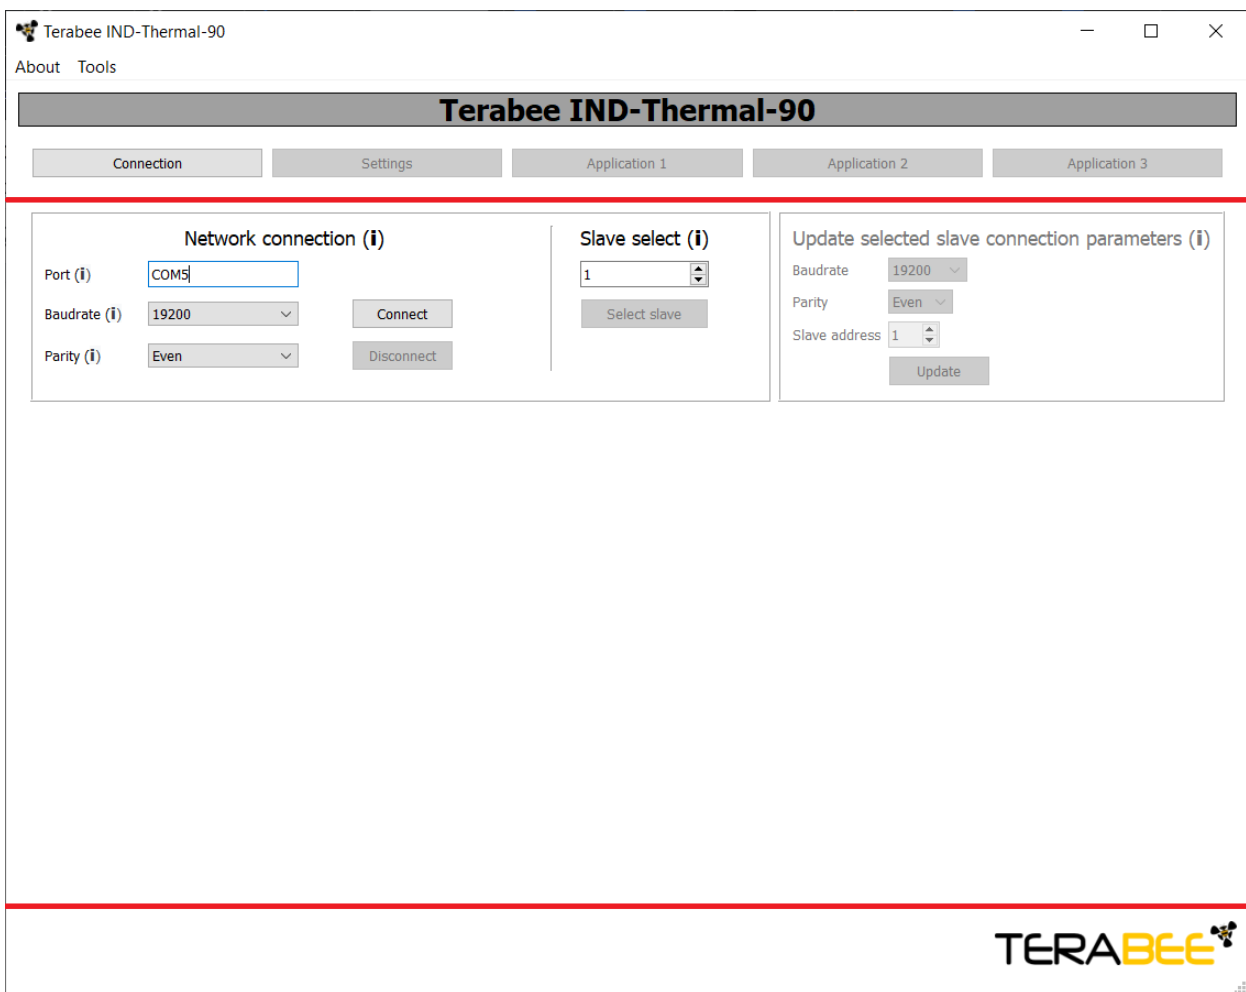 Terabee IND-Thermal-90
About Tools
Terabee IND-Thermal-90
Connection Settings Application 1 Application 2 Application 3
Network connection (i)
Port (i) COM5
Baudrate (i) 19200 Connect
Parity (i) Even Disconnect
Slave select (i)
1
Select slave
Update selected slave connection parameters (i)
Baudrate 19200
Parity Even
Slave address 1
Update
TERABEE